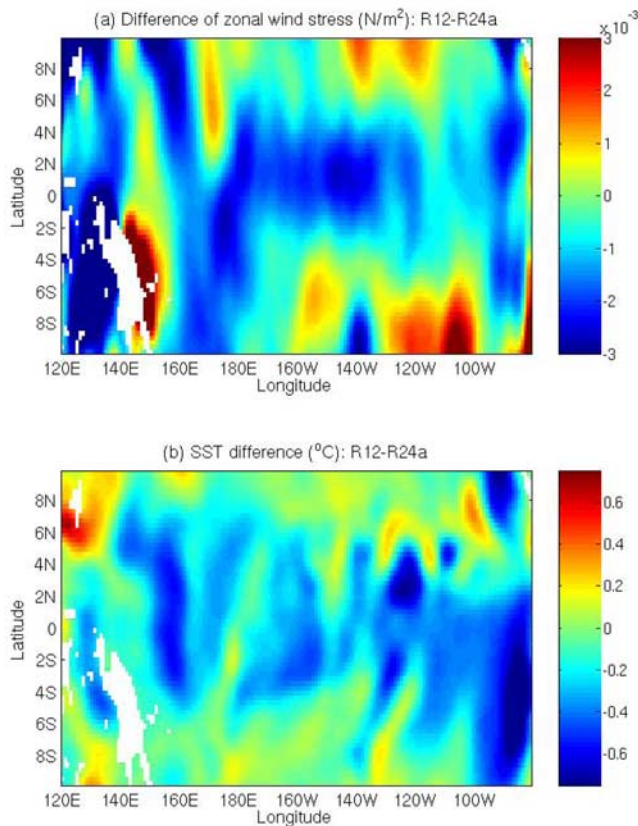 (a) Difference of zonal wind stress (N/m²): R12-R24a
x 10⁻³
8N
6N
4N
2N
0
2S
4S
6S
8S
Latitude
120E 140E 160E 180E 160W 140W 120W 100W
Longitude
3
2
1
0
-1
-2
-3
(b) SST difference (°C): R12-R24a
8N
6N
4N
2N
0
2S
4S
6S
8S
Latitude
120E 140E 160E 180E 160W 140W 120W 100W
Longitude
0.6
0.4
0.2
0
-0.2
-0.4
-0.6